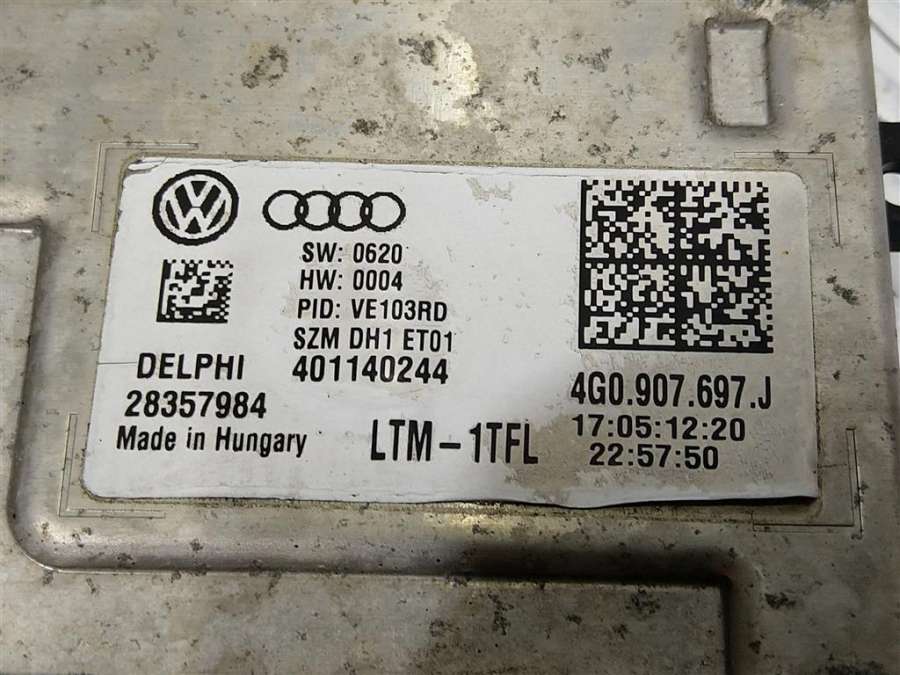 SW: 0620
HW: 0004
PID: VE103RD
SZM DH1 ET01
401140244
DELPHI
28357984
Made in Hungary
LTM-1TFL
4G0.907.697.J
17:05:12:20
22:57:50